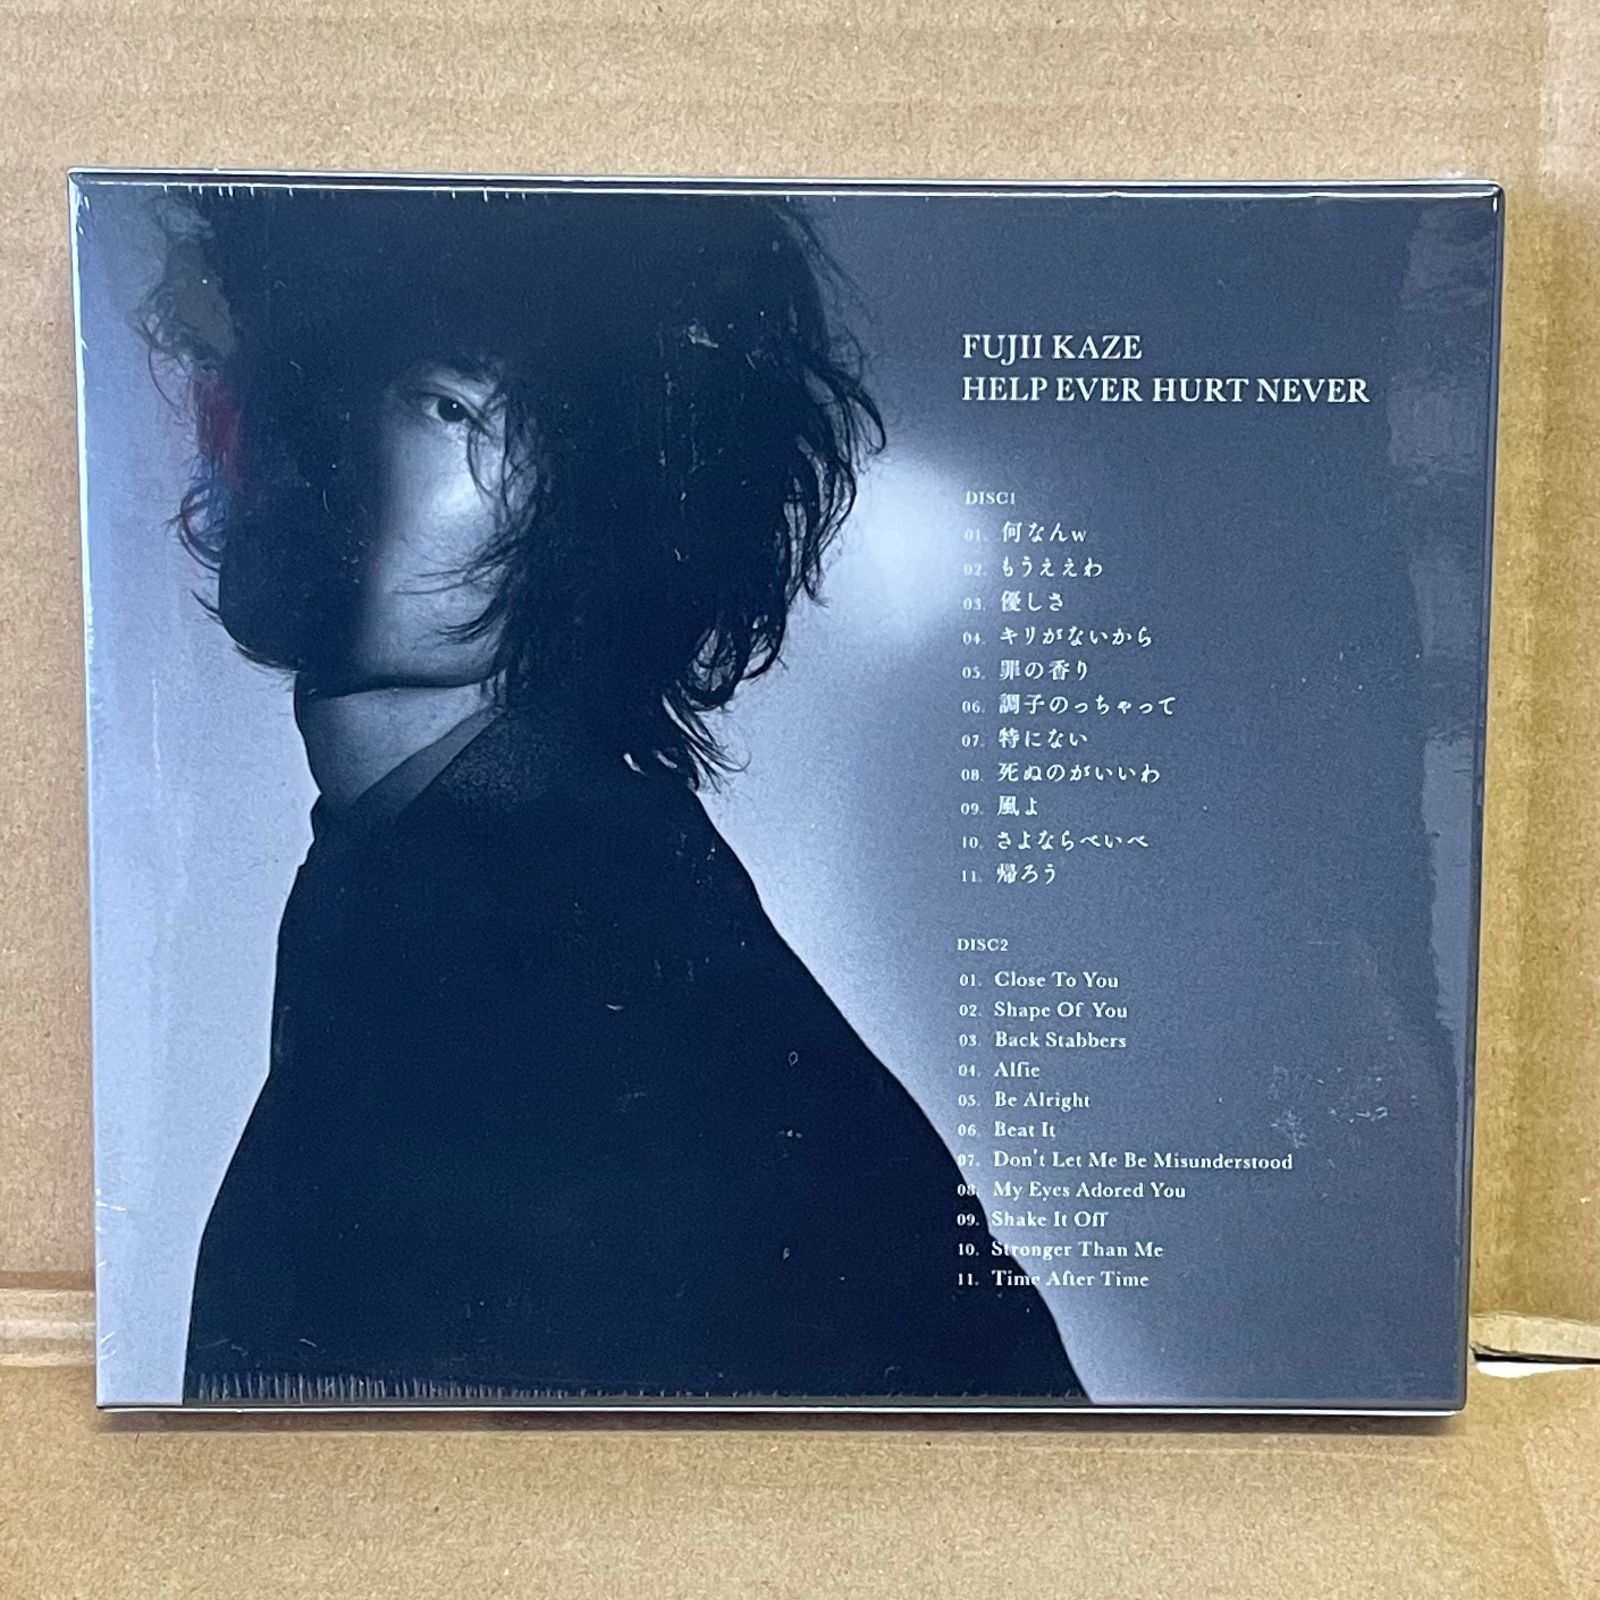 FUJII KAZE
HELP EVER HURT NEVER
DISC1
01. 何なんw
02. もうええわ
03. 優しさ
04. キリがないから
05. 罪の香り
06. 調子のっちゃって
07. 特にない
08. 死ぬのがいいわ
09. 風よ
10. さよならべいべ
11. 帰ろう
DISC2
01. Close To You
02. Shape Of You
03. Back Stabbers
04. Alfie
05. Be Alright
06. Beat It
07. Don't Let Me Be Misunderstood
08. My Eyes Adored You
09. Shake It Off
10. Stronger Than Me
11. Time After Time